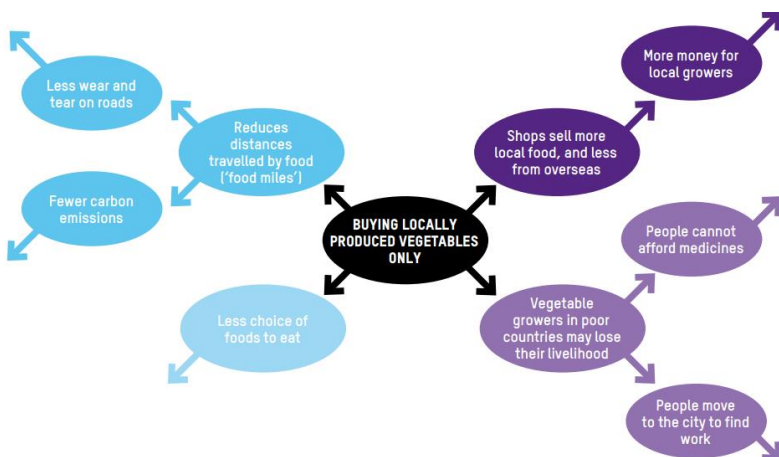 Less wear and
tear on roads
Reduces
distances
travelled by food
(‘food miles’)
Fewer carbon
emissions
Less choice of
foods to eat
BUYING LOCALLY
PRODUCED VEGETABLES
ONLY
More money for
local growers
Shops sell more
local food, and less
from overseas
People cannot
afford medicines
Vegetable
growers in poor
countries may lose
their livelihood
People move
to the city to find
work